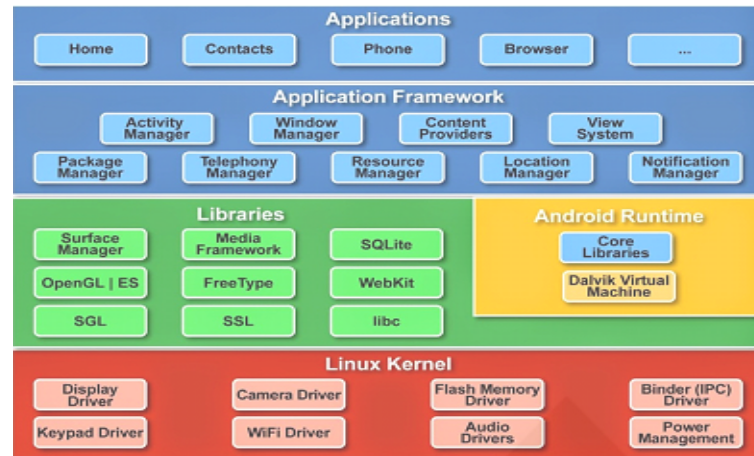 Applications
Home Contacts Phone Browser ...
Application Framework
Activity Manager Window Manager Content Providers View System
Package Manager Telephony Manager Resource Manager Location Manager Notification Manager
Libraries
Surface Manager Media Framework SQLite
OpenGL | ES FreeType WebKit
SGL SSL libc
Android Runtime
Core Libraries
Dalvik Virtual Machine
Linux Kernel
Display Driver Camera Driver Flash Memory Driver Binder (IPC) Driver
Keypad Driver WiFi Driver Audio Drivers Power Management